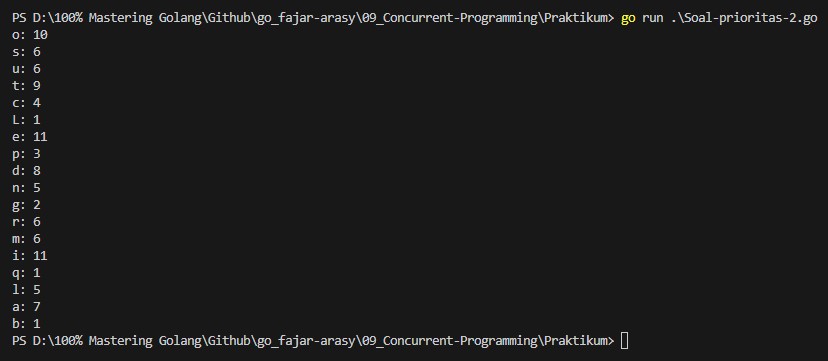 PS D:\100% Mastering Golang\Github\go_fajar-arasy\09_Concurrent-Programming\Praktikum> go run .\Soal-prioritas-2.go
o: 10
s: 6
u: 6
t: 9
c: 4
L: 1
e: 11
p: 3
d: 8
n: 5
g: 2
r: 6
m: 6
i: 11
q: 1
l: 5
a: 7
b: 1
PS D:\100% Mastering Golang\Github\go_fajar-arasy\09_Concurrent-Programming\Praktikum>